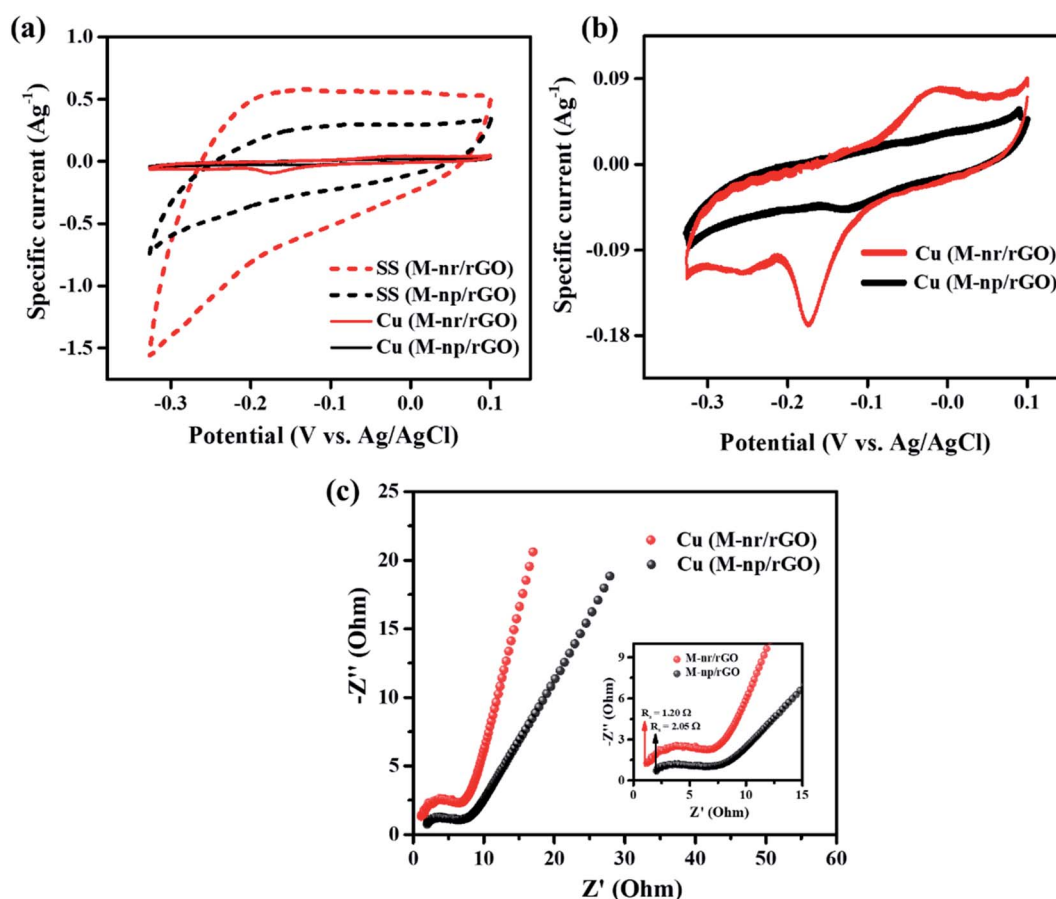 (a)
1.0
0.5
0.0
-0.5
-1.0
-1.5
Specific current (Ag⁻¹)
SS (M-nr/rGO)
SS (M-np/rGO)
Cu (M-nr/rGO)
Cu (M-np/rGO)
-0.3 -0.2 -0.1 0.0 0.1
Potential (V vs. Ag/AgCl)
(b)
0.09
0.00
-0.09
-0.18
Specific current (Ag⁻¹)
Cu (M-nr/rGO)
Cu (M-np/rGO)
-0.3 -0.2 -0.1 -0.0 0.1
Potential (V vs. Ag/AgCl)
(c)
25
20
15
10
5
0
-Z'' (Ohm)
Cu (M-nr/rGO)
Cu (M-np/rGO)
9
6
3
0
-Z'' (Ohm)
M-nr/rGO
M-np/rGO
Rₛ = 1.20 Ω
Rₛ = 2.05 Ω
0 5 10 15
Z' (Ohm)
0 10 20 30 40 50 60
Z' (Ohm)